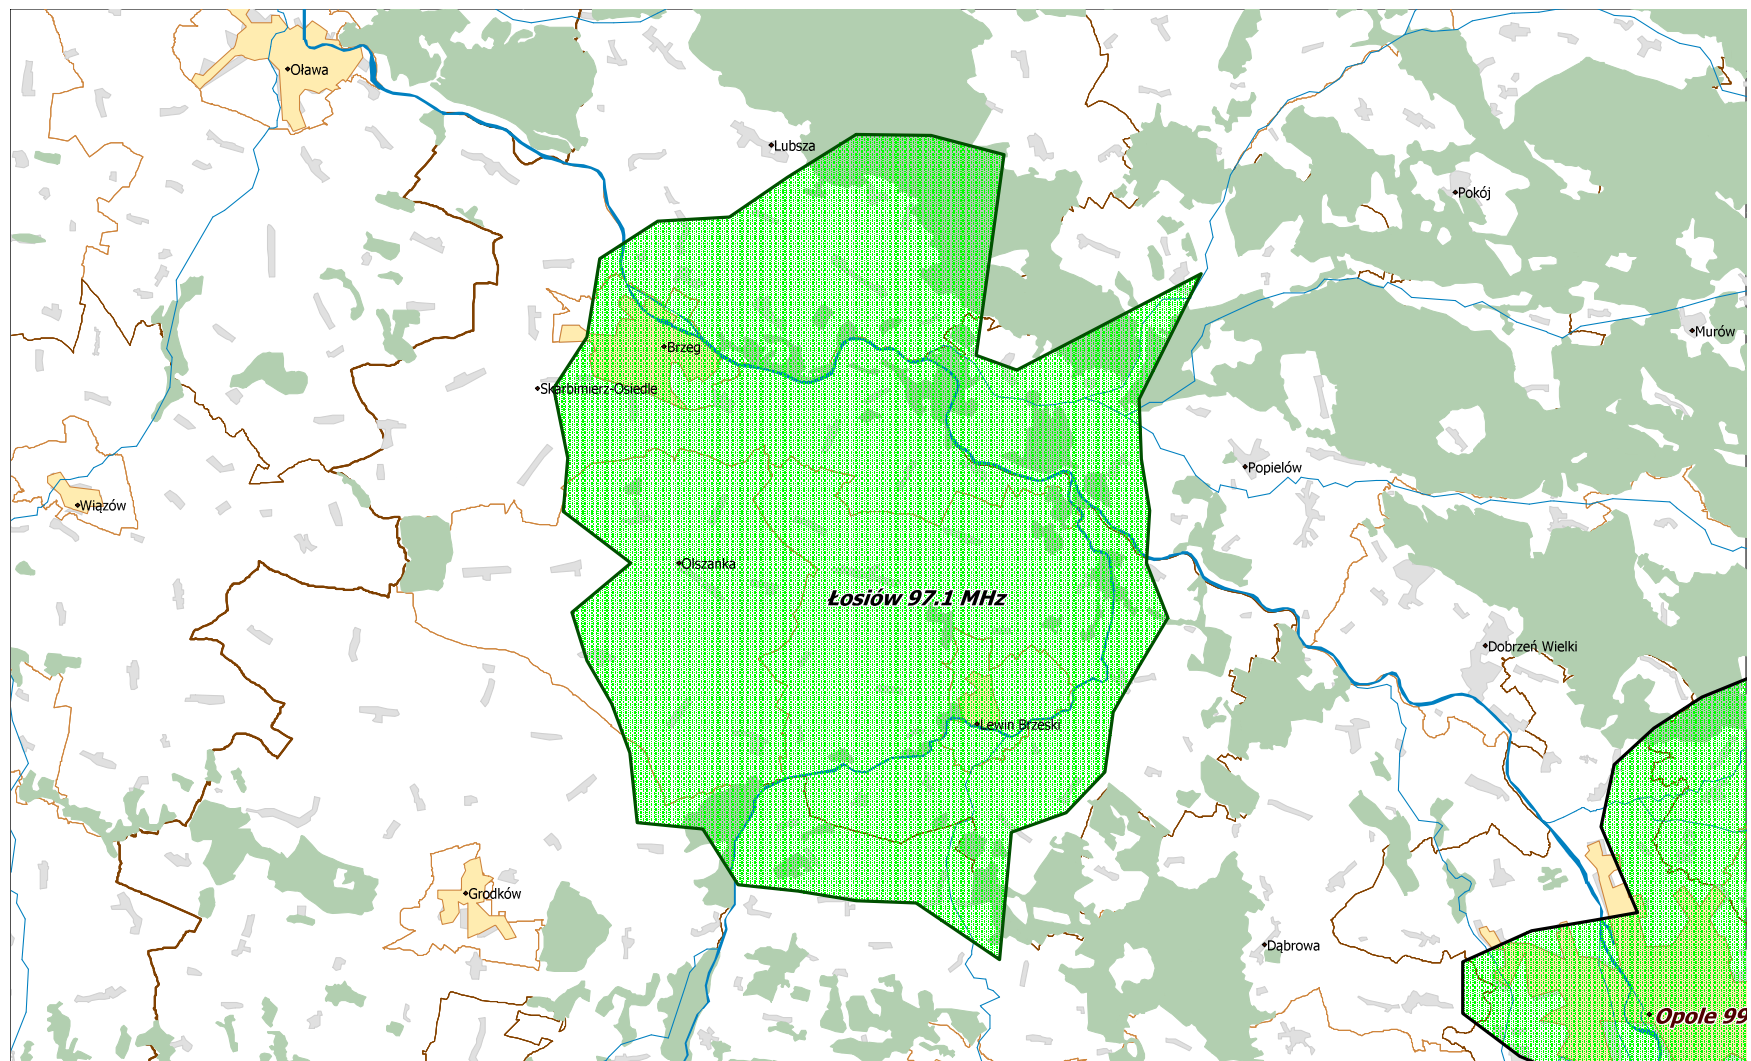 Oława
Lubsza
Pokój
Murów
Brzeg
Skarbimierz-Osiedle
Popielów
Wiązów
Olszanka
Łosiów 97.1 MHz
Dobrzeń Wielki
Lewin Brzeski
Grodków
Dąbrowa
Opole 99